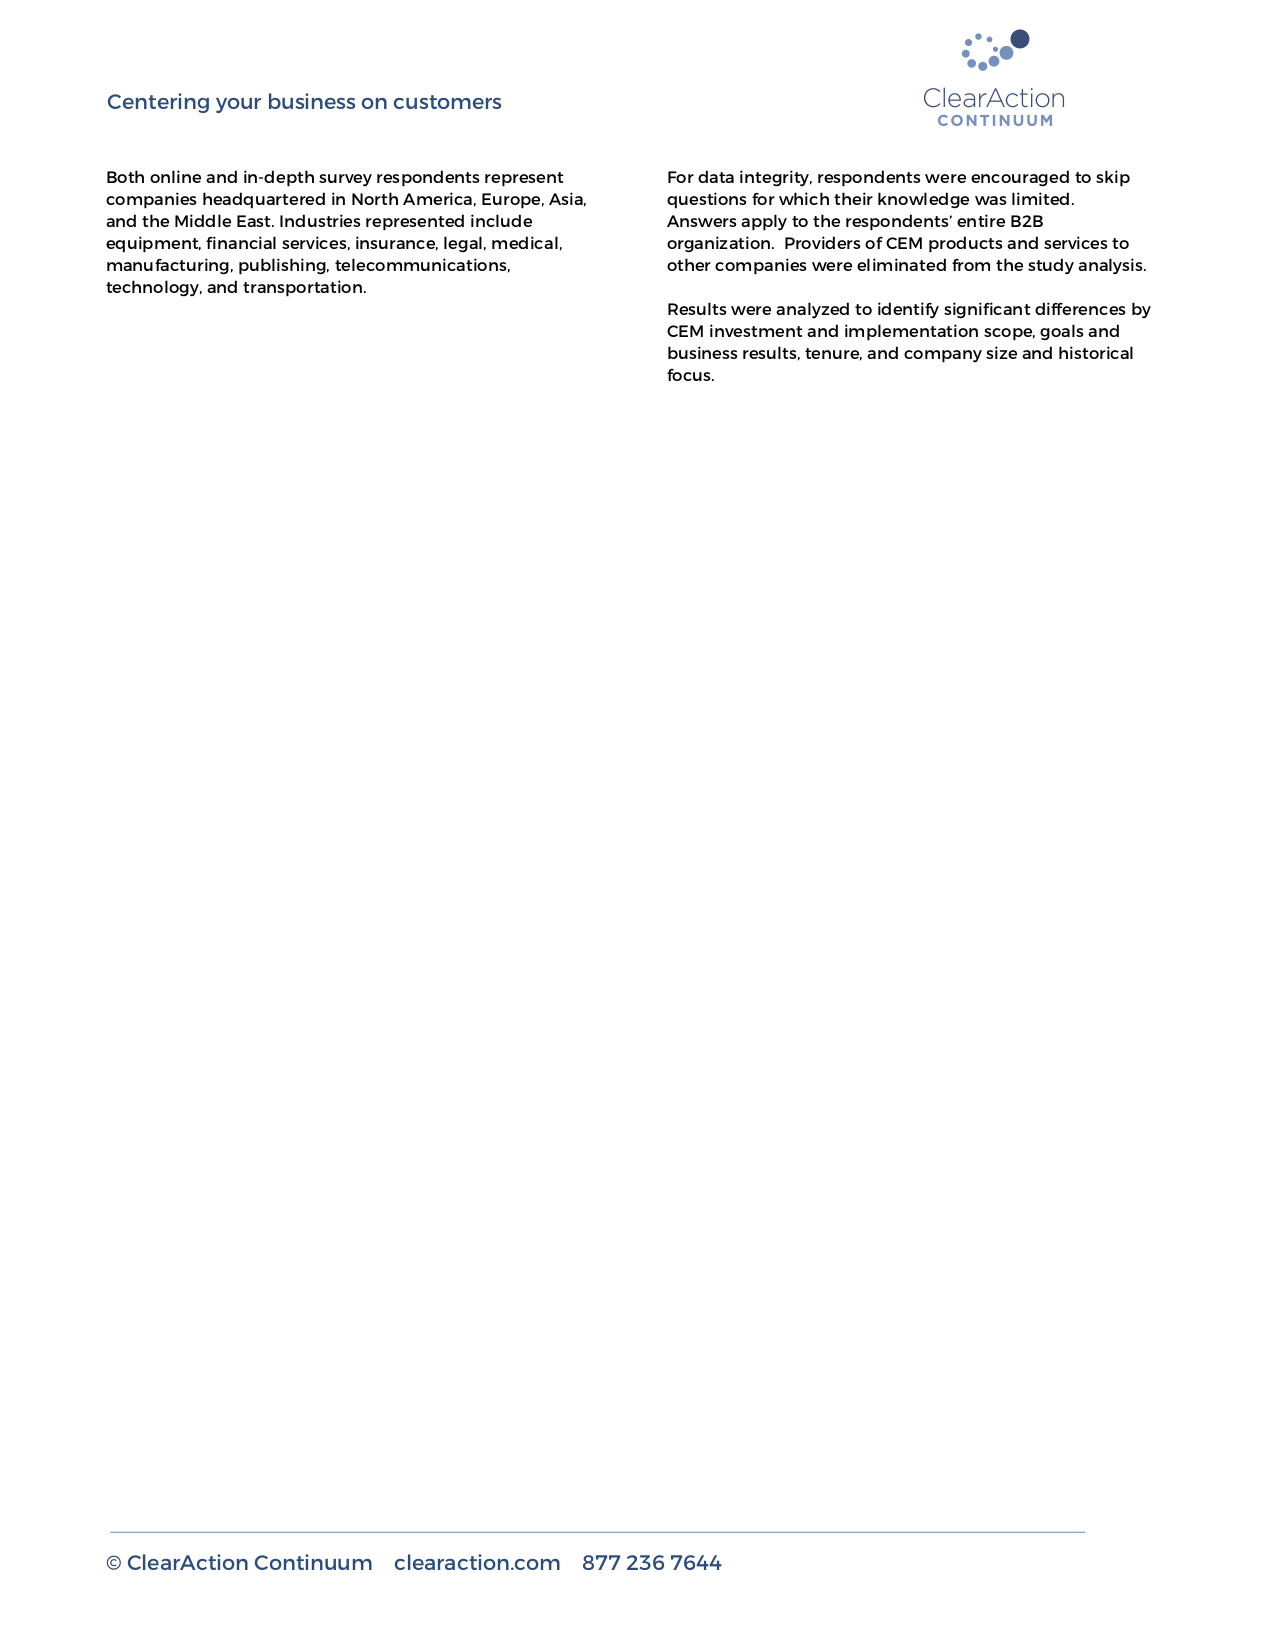 Centering your business on customers
ClearAction
CONTINUUM
Both online and in-depth survey respondents represent
companies headquartered in North America, Europe, Asia,
and the Middle East. Industries represented include
equipment, financial services, insurance, legal, medical,
manufacturing, publishing, telecommunications,
technology, and transportation.
For data integrity, respondents were encouraged to skip
questions for which their knowledge was limited.
Answers apply to the respondents’ entire B2B
organization.  Providers of CEM products and services to
other companies were eliminated from the study analysis.
Results were analyzed to identify significant differences by
CEM investment and implementation scope, goals and
business results, tenure, and company size and historical
focus.
© ClearAction Continuum    clearaction.com    877 236 7644